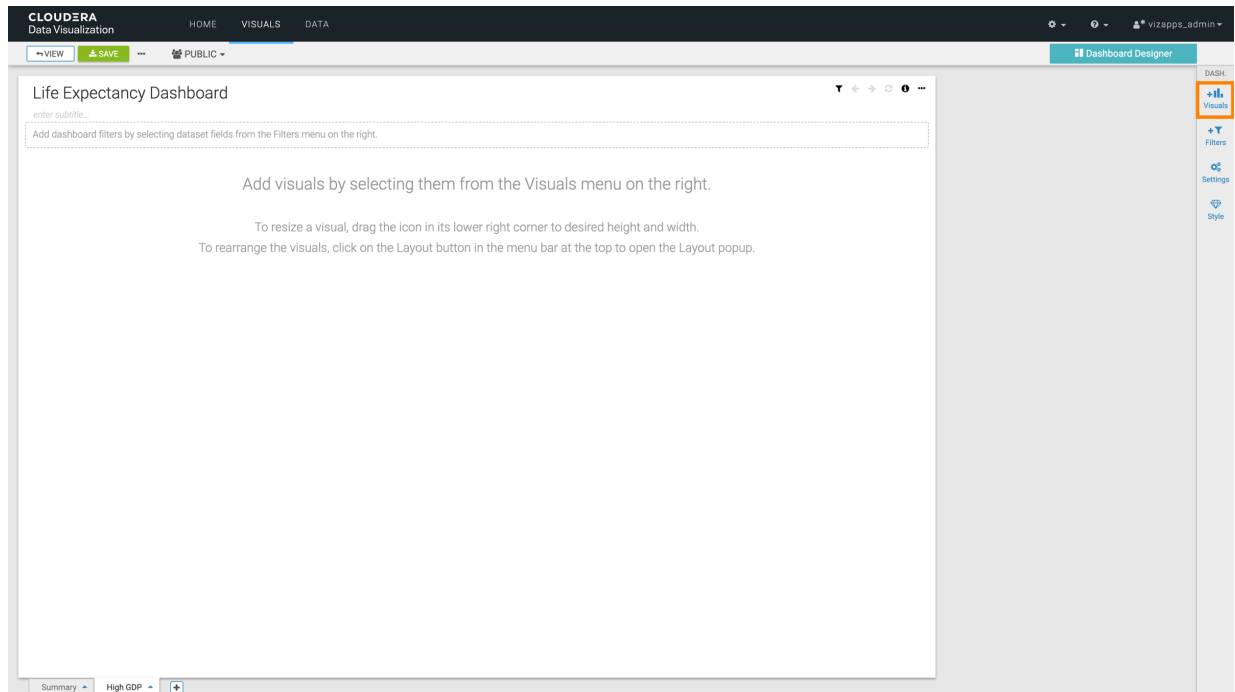 CLOUDERA
Data Visualization
HOME VISUALS DATA
vizapps_admin
VIEW SAVE PUBLIC
Dashboard Designer
DASH.
Life Expectancy Dashboard
Visuals
enter subtitle...
Add dashboard filters by selecting dataset fields from the Filters menu on the right.
Filters
Add visuals by selecting them from the Visuals menu on the right.
Settings
To resize a visual, drag the icon in its lower right corner to desired height and width.
Style
To rearrange the visuals, click on the Layout button in the menu bar at the top to open the Layout popup.
Summary High GDP